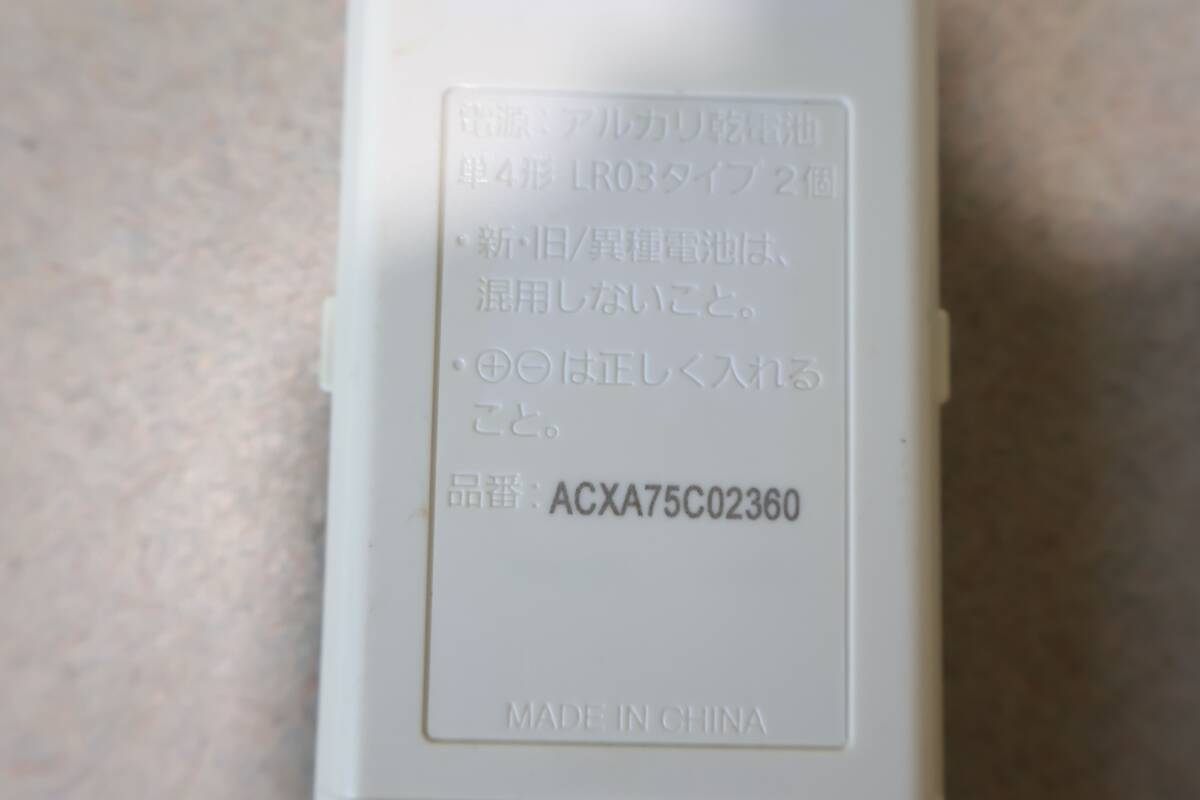 電源：アルカリ乾電池
単4形 LR03タイプ 2個
・新・旧/異種電池は、
混用しないこと。
・⊕⊖は正しく入れる
こと。
品番：ACXA75C02360
MADE IN CHINA